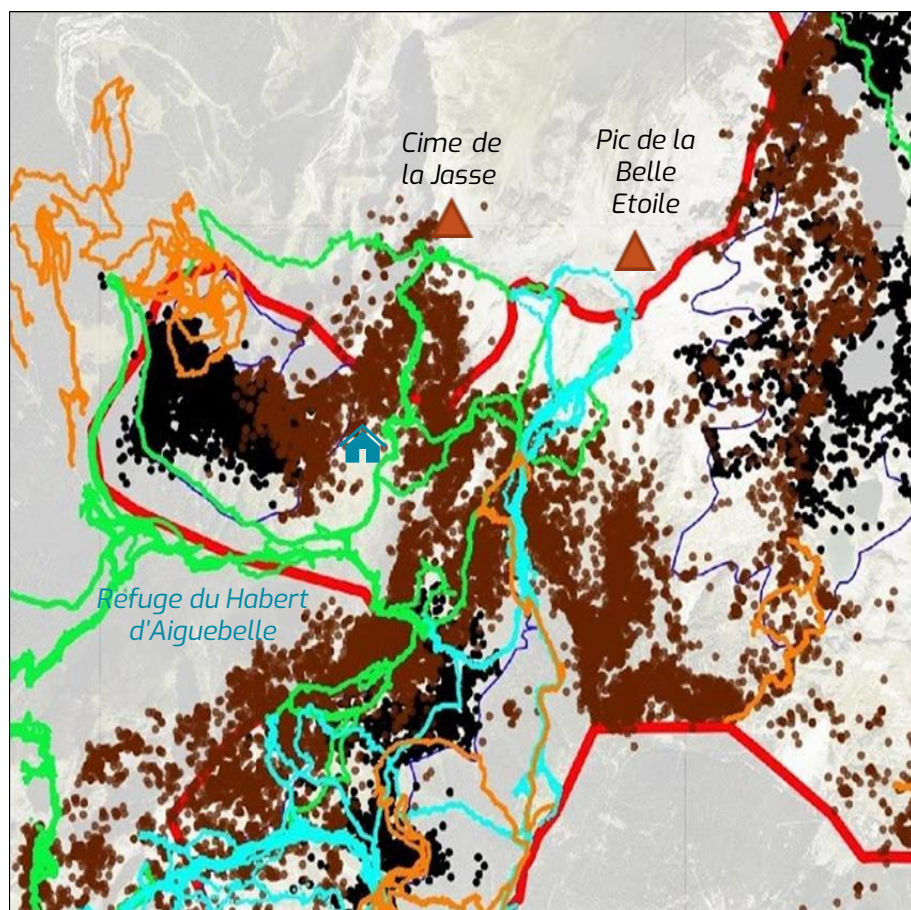 Cime de
la Jasse
Pic de la
Belle
Etoile
Refuge du Habert
d'Aiguebelle